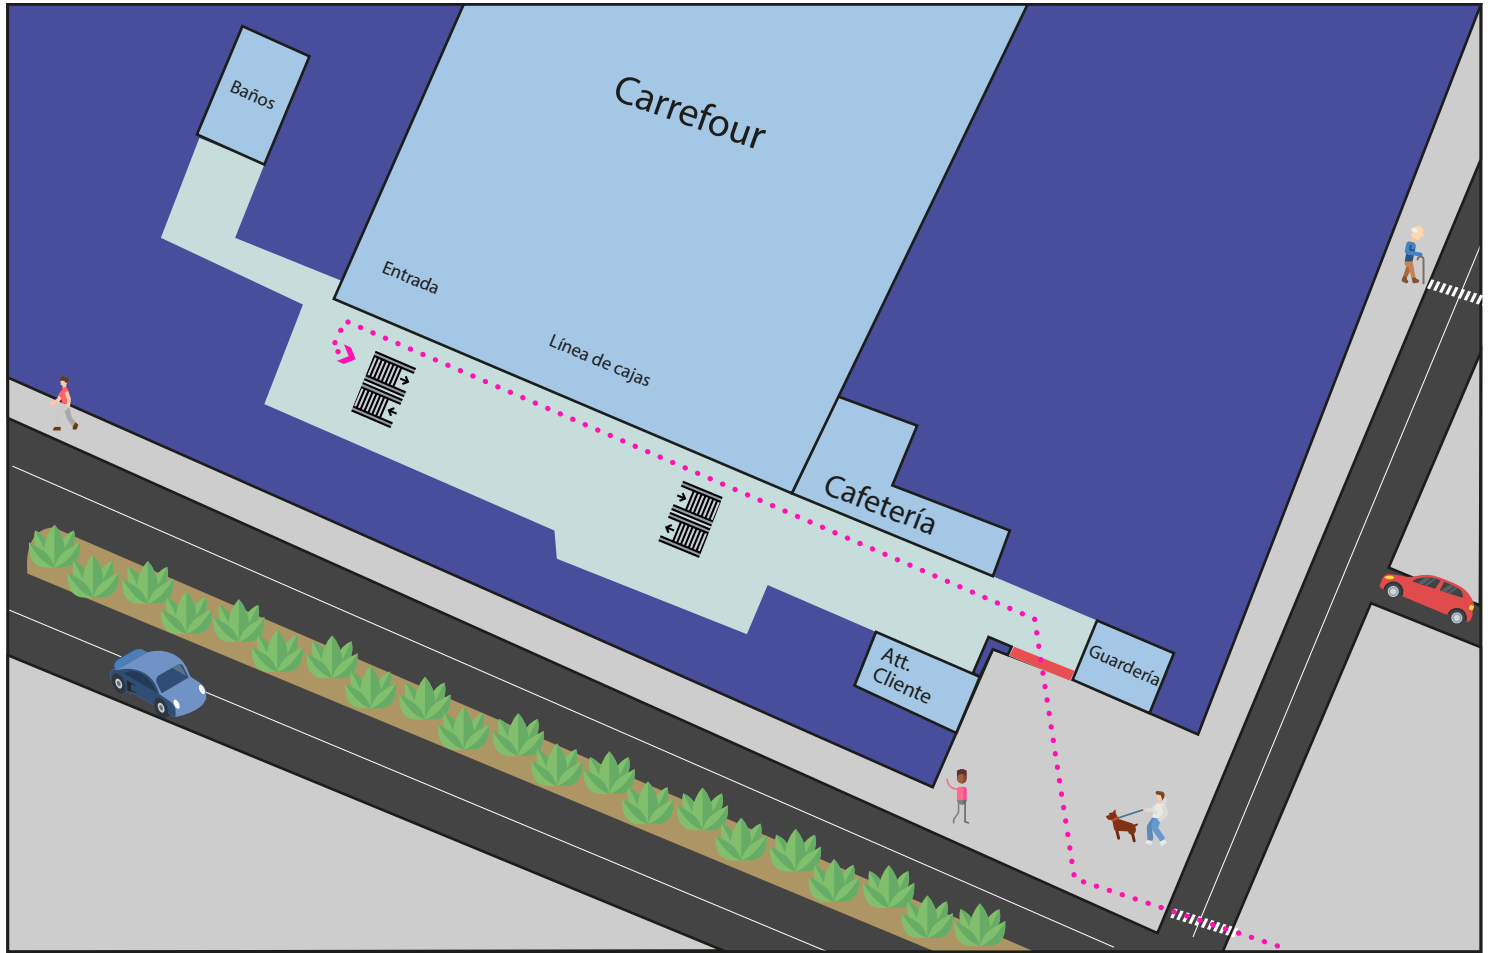 Baños
Carrefour
Entrada
Línea de cajas
Cafetería
Att.
Cliente
Guardería